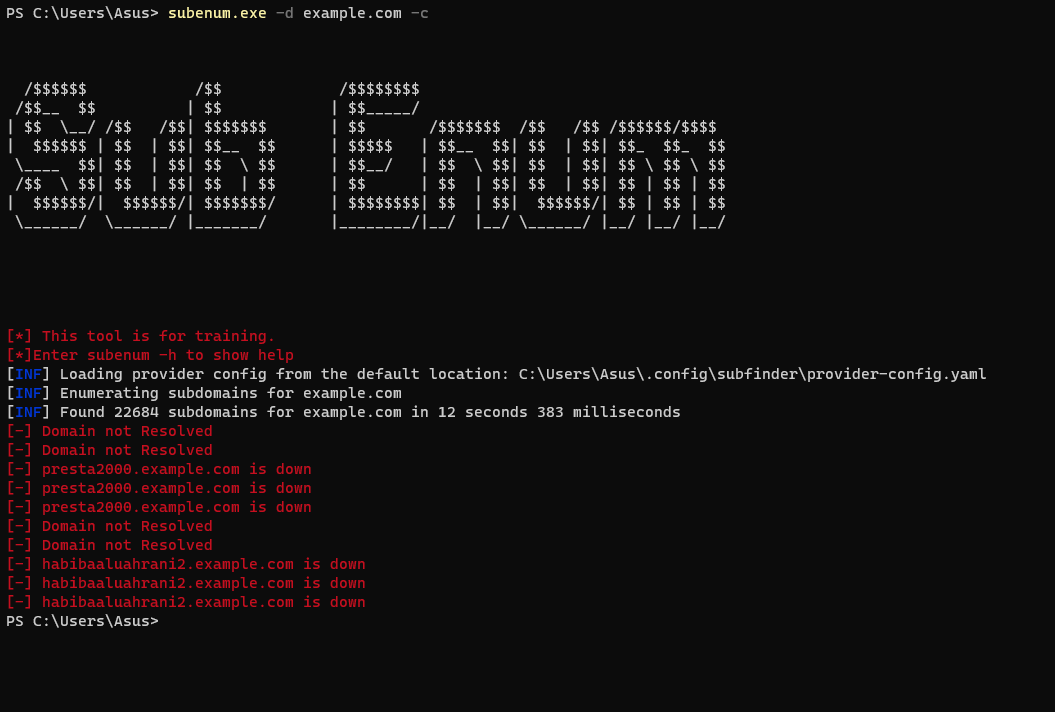 PS C:\Users\Asus> subenum.exe -d example.com -c
  /$$$$$$            /$$             /$$$$$$$$
 /$$__  $$          | $$            | $$_____/
| $$  \__/ /$$   /$$| $$$$$$$       | $$       /$$$$$$$  /$$   /$$ /$$$$$$/$$$$
|  $$$$$$ | $$  | $$| $$__  $$      | $$$$$   | $$__  $$| $$  | $$| $$_  $$_  $$
 \____  $$| $$  | $$| $$  \ $$      | $$__/   | $$  \ $$| $$  | $$| $$ \ $$ \ $$
 /$$  \ $$| $$  | $$| $$  | $$      | $$      | $$  | $$| $$  | $$| $$ | $$ | $$
|  $$$$$$/|  $$$$$$/| $$$$$$$/      | $$$$$$$$| $$  | $$|  $$$$$$/| $$ | $$ | $$
 \______/  \______/ |_______/       |________/|__/  |__/ \______/ |__/ |__/ |__/
[*] This tool is for training.
[*]Enter subenum -h to show help
[INF] Loading provider config from the default location: C:\Users\Asus\.config\subfinder\provider-config.yaml
[INF] Enumerating subdomains for example.com
[INF] Found 22684 subdomains for example.com in 12 seconds 383 milliseconds
[-] Domain not Resolved
[-] Domain not Resolved
[-] presta2000.example.com is down
[-] presta2000.example.com is down
[-] presta2000.example.com is down
[-] Domain not Resolved
[-] Domain not Resolved
[-] habibaaluahrani2.example.com is down
[-] habibaaluahrani2.example.com is down
[-] habibaaluahrani2.example.com is down
PS C:\Users\Asus>